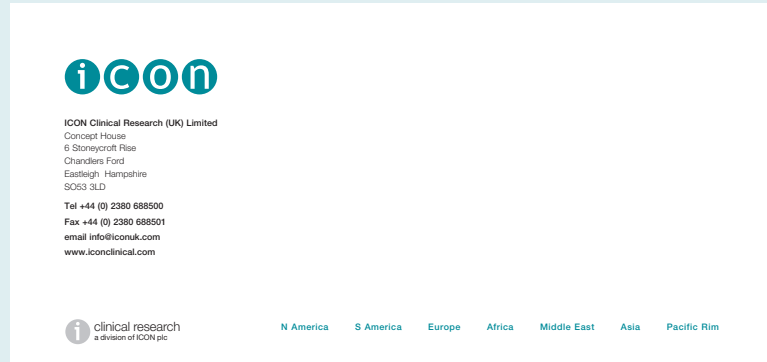 icon
ICON Clinical Research (UK) Limited
Concept House
6 Stoneycroft Rise
Chandlers Ford
Eastleigh Hampshire
SO53 3LD
Tel +44 (0) 2380 688500
Fax +44 (0) 2380 688501
email info@iconuk.com
www.iconclinical.com
i clinical research
a division of ICON plc
N America S America Europe Africa Middle East Asia Pacific Rim